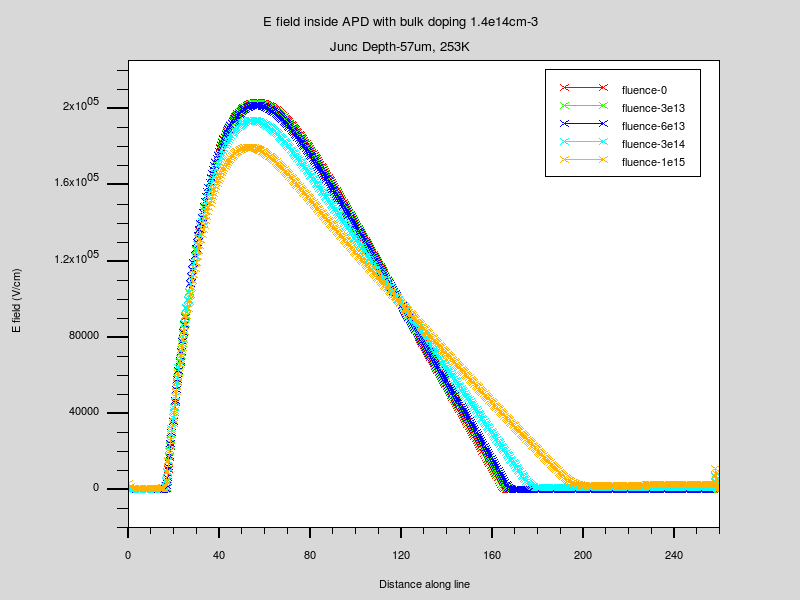 E field inside APD with bulk doping 1.4e14cm-3
Junc Depth-57um, 253K
fluence-0
fluence-3e13
fluence-6e13
fluence-3e14
fluence-1e15
2x10^05
1.6x10^05
1.2x10^05
80000
40000
0
E field (V/cm)
0 40 80 120 160 200 240
Distance along line